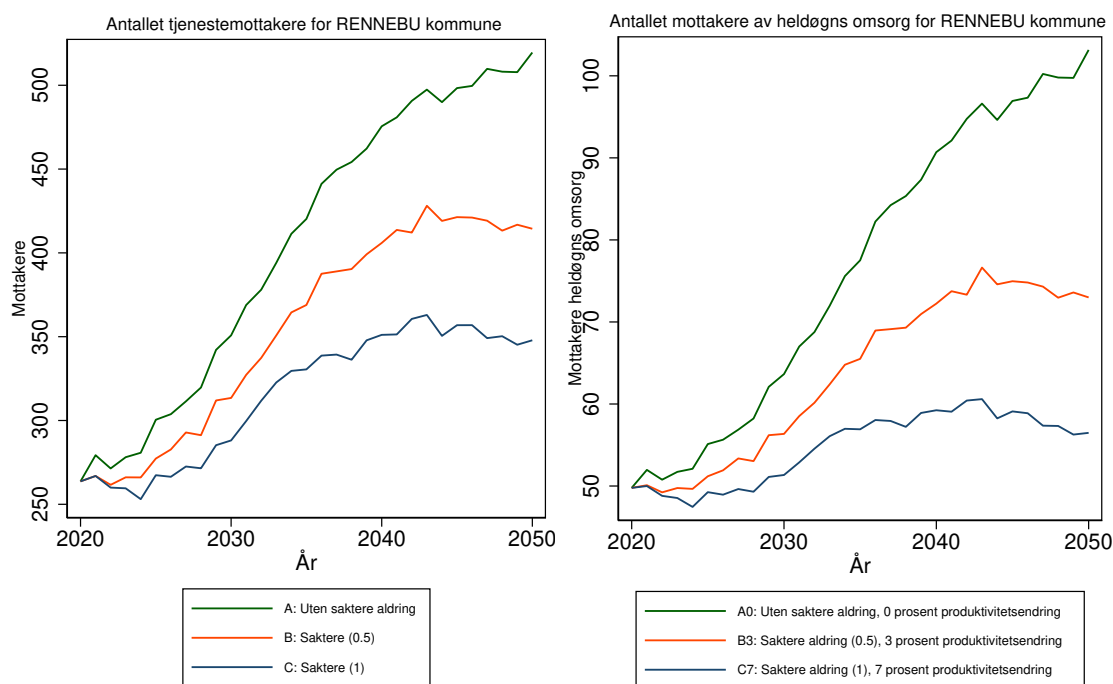 Antallet tjenestemottakere for RENNEBU kommune
Mottakere
500
450
400
350
300
250
2020
2030
2040
2050
År
A: Uten saktere aldring
B: Saktere (0.5)
C: Saktere (1)
Antallet mottakere av heldøgns omsorg for RENNEBU kommune
Mottakere heldøgns omsorg
100
90
80
70
60
50
2020
2030
2040
2050
År
A0: Uten saktere aldring, 0 prosent produktivitetsendring
B3: Saktere aldring (0.5), 3 prosent produktivitetsendring
C7: Saktere aldring (1), 7 prosent produktivitetsendring